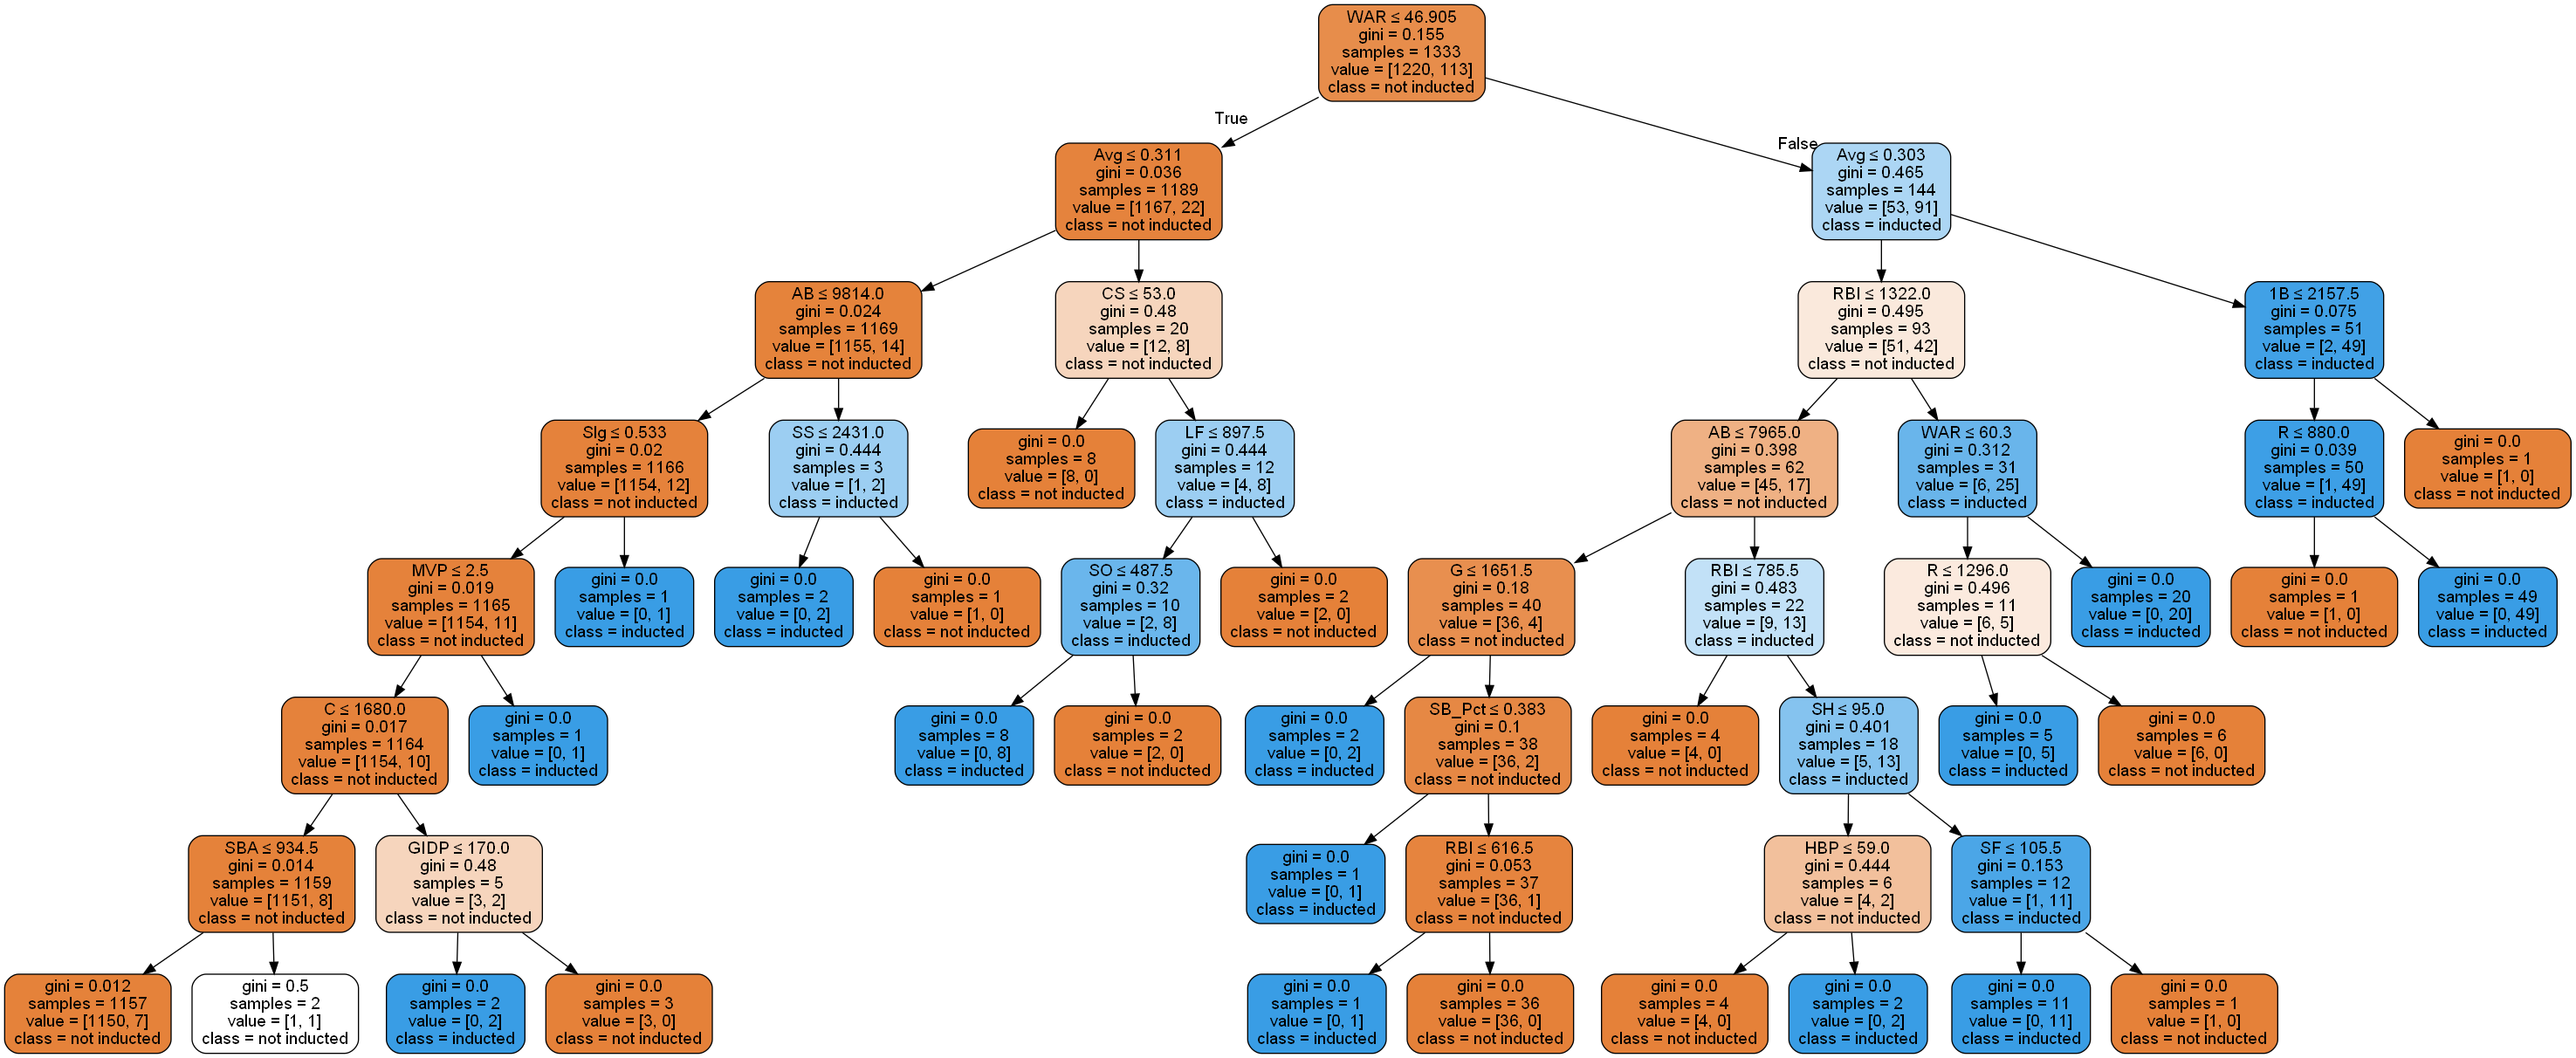 WAR ≤ 46.905
gini = 0.155
samples = 1333
value = [1220, 113]
class = not inducted
True
False
Avg ≤ 0.311
gini = 0.036
samples = 1189
value = [1167, 22]
class = not inducted
Avg ≤ 0.303
gini = 0.465
samples = 144
value = [53, 91]
class = inducted
AB ≤ 9814.0
gini = 0.024
samples = 1169
value = [1155, 14]
class = not inducted
CS ≤ 53.0
gini = 0.48
samples = 20
value = [12, 8]
class = not inducted
RBI ≤ 1322.0
gini = 0.495
samples = 93
value = [51, 42]
class = not inducted
1B ≤ 2157.5
gini = 0.075
samples = 51
value = [2, 49]
class = inducted
Slg ≤ 0.533
gini = 0.02
samples = 1166
value = [1154, 12]
class = not inducted
SS ≤ 2431.0
gini = 0.444
samples = 3
value = [1, 2]
class = inducted
gini = 0.0
samples = 8
value = [8, 0]
class = not inducted
LF ≤ 897.5
gini = 0.444
samples = 12
value = [4, 8]
class = inducted
AB ≤ 7965.0
gini = 0.398
samples = 62
value = [45, 17]
class = not inducted
WAR ≤ 60.3
gini = 0.312
samples = 31
value = [6, 25]
class = inducted
R ≤ 880.0
gini = 0.039
samples = 50
value = [1, 49]
class = inducted
gini = 0.0
samples = 1
value = [1, 0]
class = not inducted
MVP ≤ 2.5
gini = 0.019
samples = 1165
value = [1154, 11]
class = not inducted
gini = 0.0
samples = 1
value = [0, 1]
class = inducted
gini = 0.0
samples = 2
value = [0, 2]
class = inducted
gini = 0.0
samples = 1
value = [1, 0]
class = not inducted
SO ≤ 487.5
gini = 0.32
samples = 10
value = [2, 8]
class = inducted
gini = 0.0
samples = 2
value = [2, 0]
class = not inducted
G ≤ 1651.5
gini = 0.18
samples = 40
value = [36, 4]
class = not inducted
RBI ≤ 785.5
gini = 0.483
samples = 22
value = [9, 13]
class = inducted
R ≤ 1296.0
gini = 0.496
samples = 11
value = [6, 5]
class = not inducted
gini = 0.0
samples = 20
value = [0, 20]
class = inducted
gini = 0.0
samples = 1
value = [1, 0]
class = not inducted
gini = 0.0
samples = 49
value = [0, 49]
class = inducted
C ≤ 1680.0
gini = 0.017
samples = 1164
value = [1154, 10]
class = not inducted
gini = 0.0
samples = 1
value = [0, 1]
class = inducted
gini = 0.0
samples = 8
value = [0, 8]
class = inducted
gini = 0.0
samples = 2
value = [2, 0]
class = not inducted
gini = 0.0
samples = 2
value = [0, 2]
class = inducted
SB_Pct ≤ 0.383
gini = 0.1
samples = 38
value = [36, 2]
class = not inducted
gini = 0.0
samples = 4
value = [4, 0]
class = not inducted
SH ≤ 95.0
gini = 0.401
samples = 18
value = [5, 13]
class = inducted
gini = 0.0
samples = 5
value = [0, 5]
class = inducted
gini = 0.0
samples = 6
value = [6, 0]
class = not inducted
SBA ≤ 934.5
gini = 0.014
samples = 1159
value = [1151, 8]
class = not inducted
GIDP ≤ 170.0
gini = 0.48
samples = 5
value = [3, 2]
class = not inducted
gini = 0.0
samples = 1
value = [0, 1]
class = inducted
RBI ≤ 616.5
gini = 0.053
samples = 37
value = [36, 1]
class = not inducted
HBP ≤ 59.0
gini = 0.444
samples = 6
value = [4, 2]
class = not inducted
SF ≤ 105.5
gini = 0.153
samples = 12
value = [1, 11]
class = inducted
gini = 0.012
samples = 1157
value = [1150, 7]
class = not inducted
gini = 0.5
samples = 2
value = [1, 1]
class = not inducted
gini = 0.0
samples = 2
value = [0, 2]
class = inducted
gini = 0.0
samples = 3
value = [3, 0]
class = not inducted
gini = 0.0
samples = 1
value = [0, 1]
class = inducted
gini = 0.0
samples = 36
value = [36, 0]
class = not inducted
gini = 0.0
samples = 4
value = [4, 0]
class = not inducted
gini = 0.0
samples = 2
value = [0, 2]
class = inducted
gini = 0.0
samples = 11
value = [0, 11]
class = inducted
gini = 0.0
samples = 1
value = [1, 0]
class = not inducted